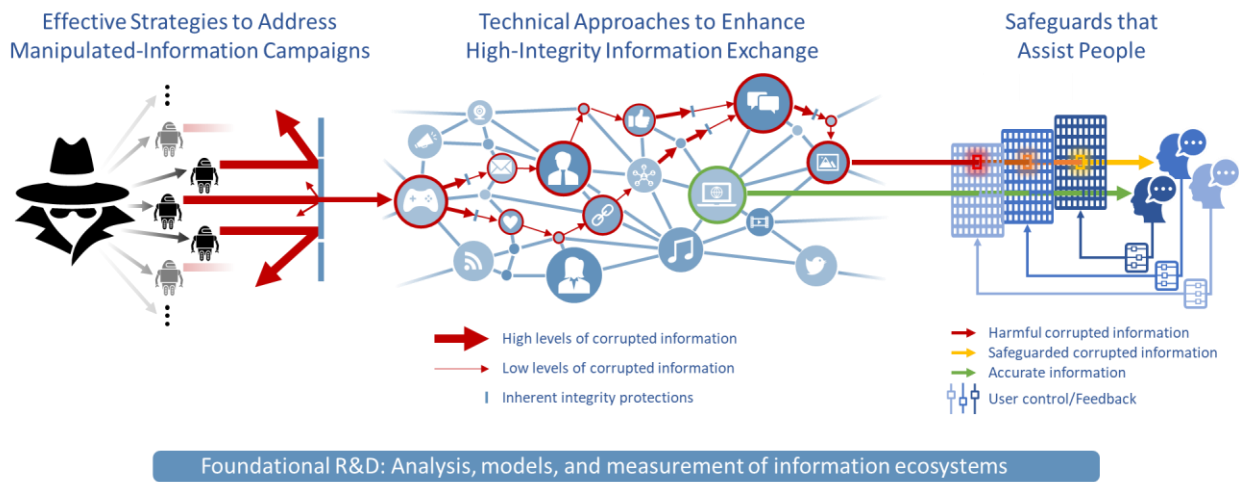 Effective Strategies to Address
Manipulated-Information Campaigns
Technical Approaches to Enhance
High-Integrity Information Exchange
Safeguards that
Assist People
High levels of corrupted information
Low levels of corrupted information
Inherent integrity protections
Harmful corrupted information
Safeguarded corrupted information
Accurate information
User control/Feedback
Foundational R&D: Analysis, models, and measurement of information ecosystems